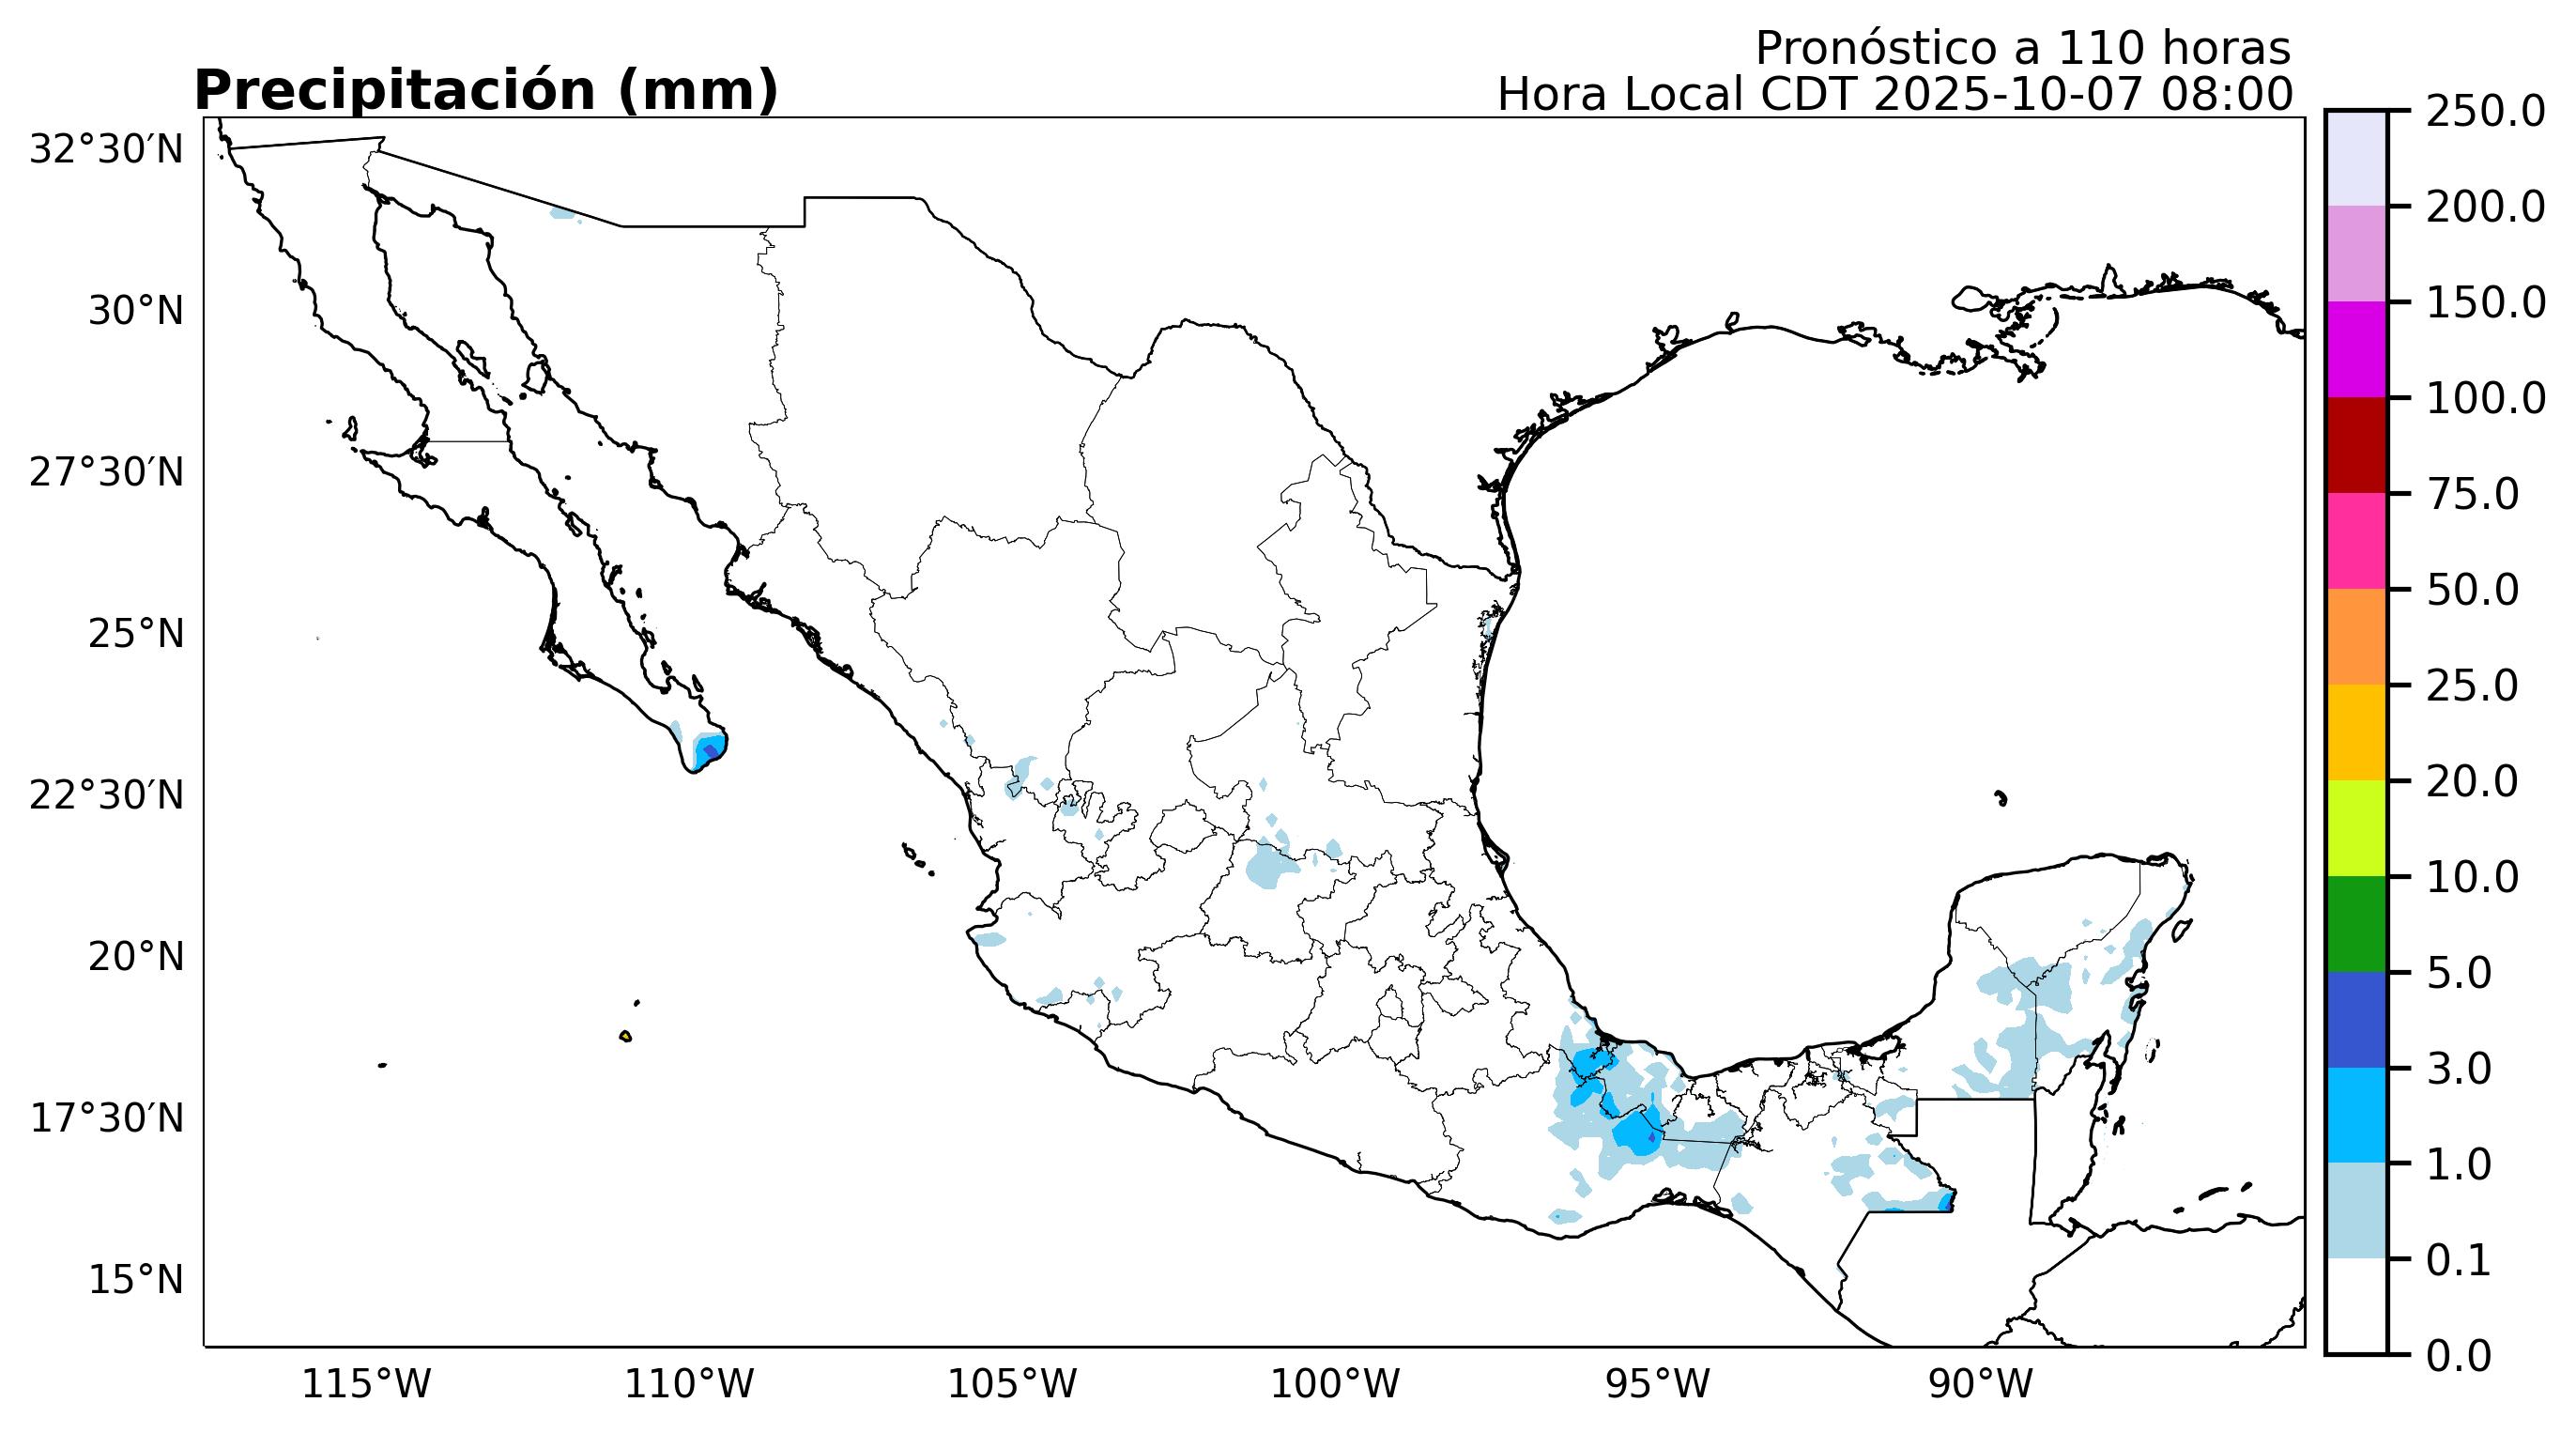 Pronóstico a 110 horas
Precipitación (mm)
Hora Local CDT 2025-10-07 08:00
32°30′N
30°N
27°30′N
25°N
22°30′N
20°N
17°30′N
15°N
115°W
110°W
105°W
100°W
95°W
90°W
250.0
200.0
150.0
100.0
75.0
50.0
25.0
20.0
10.0
5.0
3.0
1.0
0.1
0.0